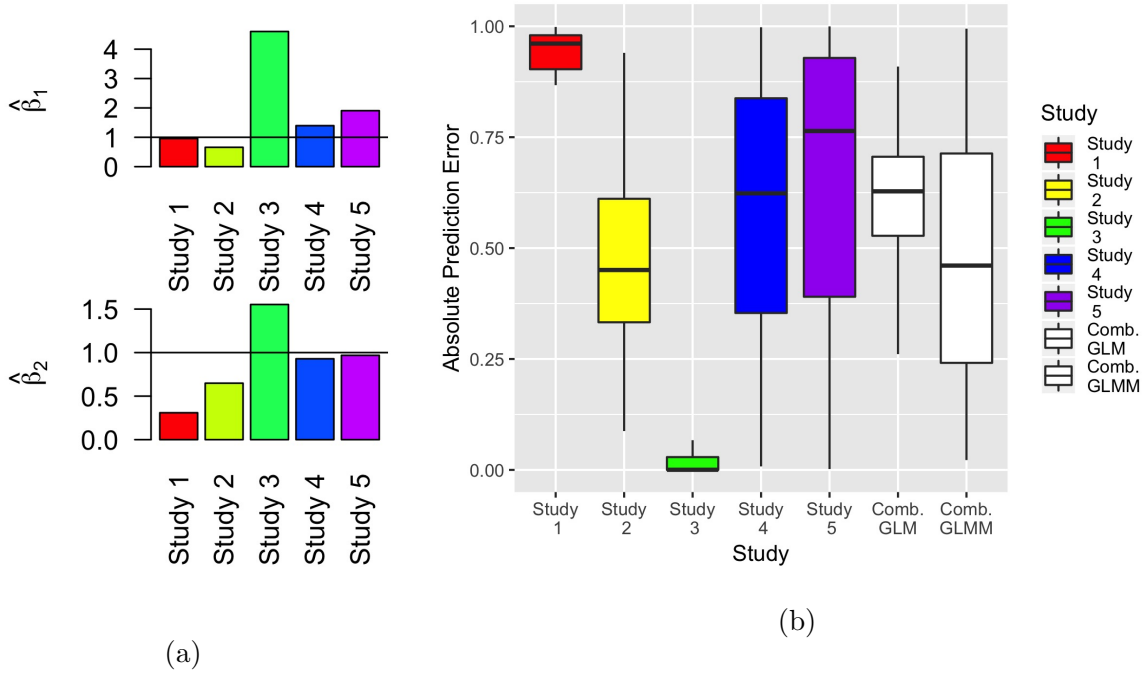 β̂1
4
3
2
1
0
Study 1
Study 2
Study 3
Study 4
Study 5
β̂2
1.5
1.0
0.5
0.0
Study 1
Study 2
Study 3
Study 4
Study 5
(a)
Absolute Prediction Error
1.00
0.75
0.50
0.25
0.00
Study
1
Study
2
Study
3
Study
4
Study
5
Comb.
GLM
Comb.
GLMM
Study
Study
Study
1
Study
2
Study
3
Study
4
Study
5
Comb.
GLM
Comb.
GLMM
(b)